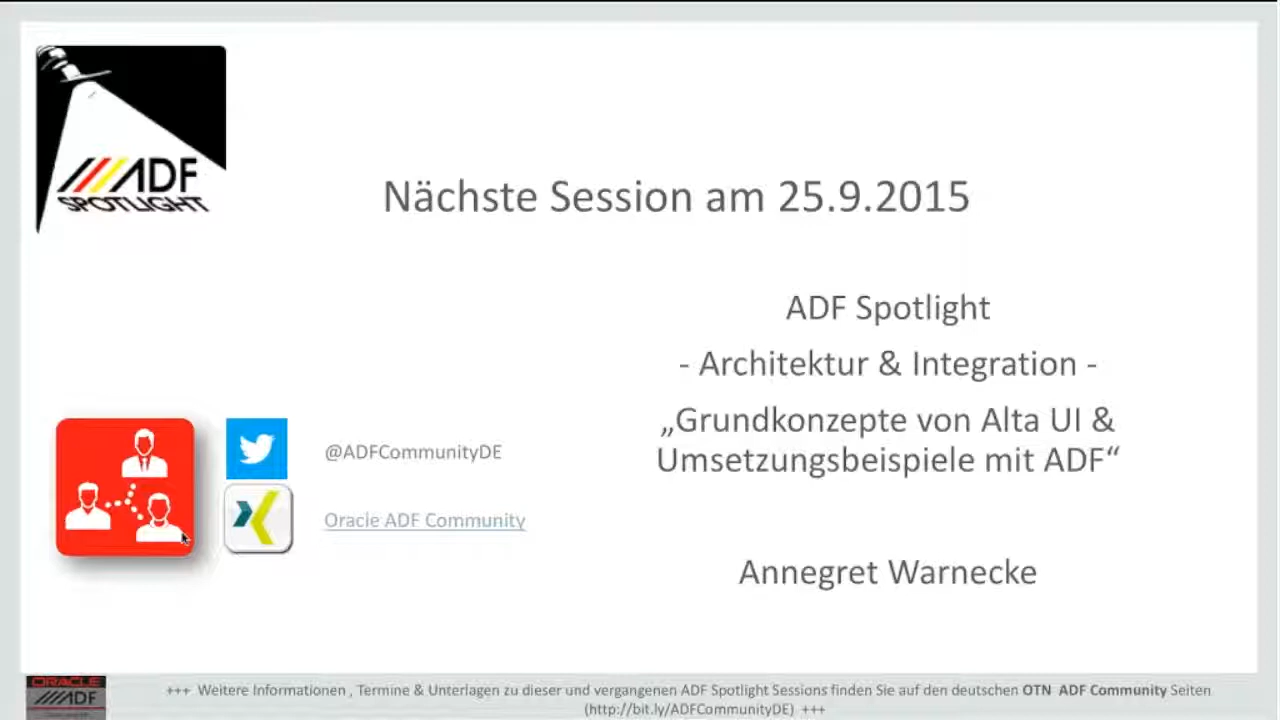 ADF
SPOTLIGHT
Nächste Session am 25.9.2015
ADF Spotlight
- Architektur & Integration -
„Grundkonzepte von Alta UI &
Umsetzungsbeispiele mit ADF“
Annegret Warnecke
@ADFCommunityDE
Oracle ADF Community
ORACLE
ADF
+++ Weitere Informationen , Termine & Unterlagen zu dieser und vergangenen ADF Spotlight Sessions finden Sie auf den deutschen OTN ADF Community Seiten
(http://bit.ly/ADFCommunityDE) +++